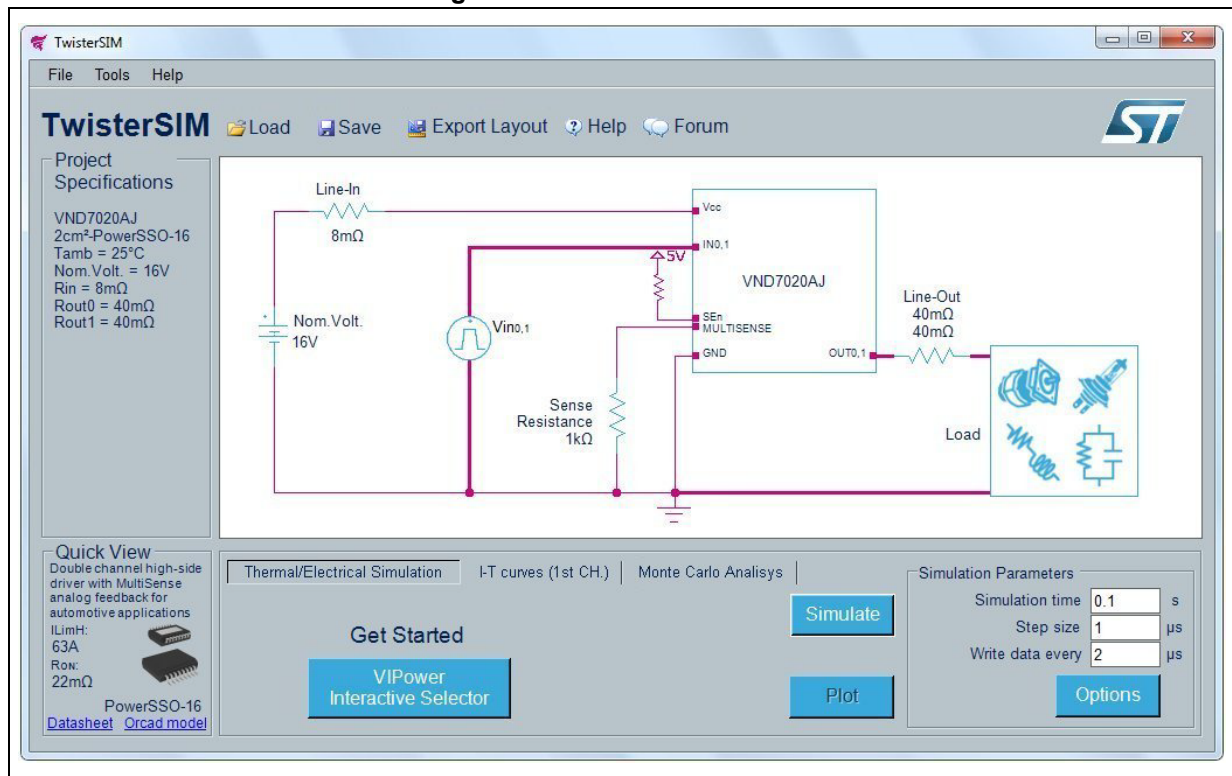 TwisterSIM
File Tools Help
TwisterSIM Load Save Export Layout Help Forum
ST
Project
Specifications
VND7020AJ
2cm²-PowerSSO-16
Tamb = 25°C
Nom.Volt. = 16V
Rin = 8mΩ
Rout0 = 40mΩ
Rout1 = 40mΩ
Line-In
8mΩ
Nom.Volt.
16V
Vin0,1
5V
Sense
Resistance
1kΩ
Vcc
IN0,1
VND7020AJ
SEn
MULTISENSE
GND
OUT0,1
Line-Out
40mΩ
40mΩ
Load
Quick View
Double channel high-side
driver with MultiSense
analog feedback for
automotive applications
ILimH:
63A
RON:
22mΩ
PowerSSO-16
Datasheet Orcad model
Thermal/Electrical Simulation I-T curves (1st CH.) Monte Carlo Analisys
Get Started
VIPower
Interactive Selector
Simulate
Plot
Simulation Parameters
Simulation time 0.1 s
Step size 1 µs
Write data every 2 µs
Options